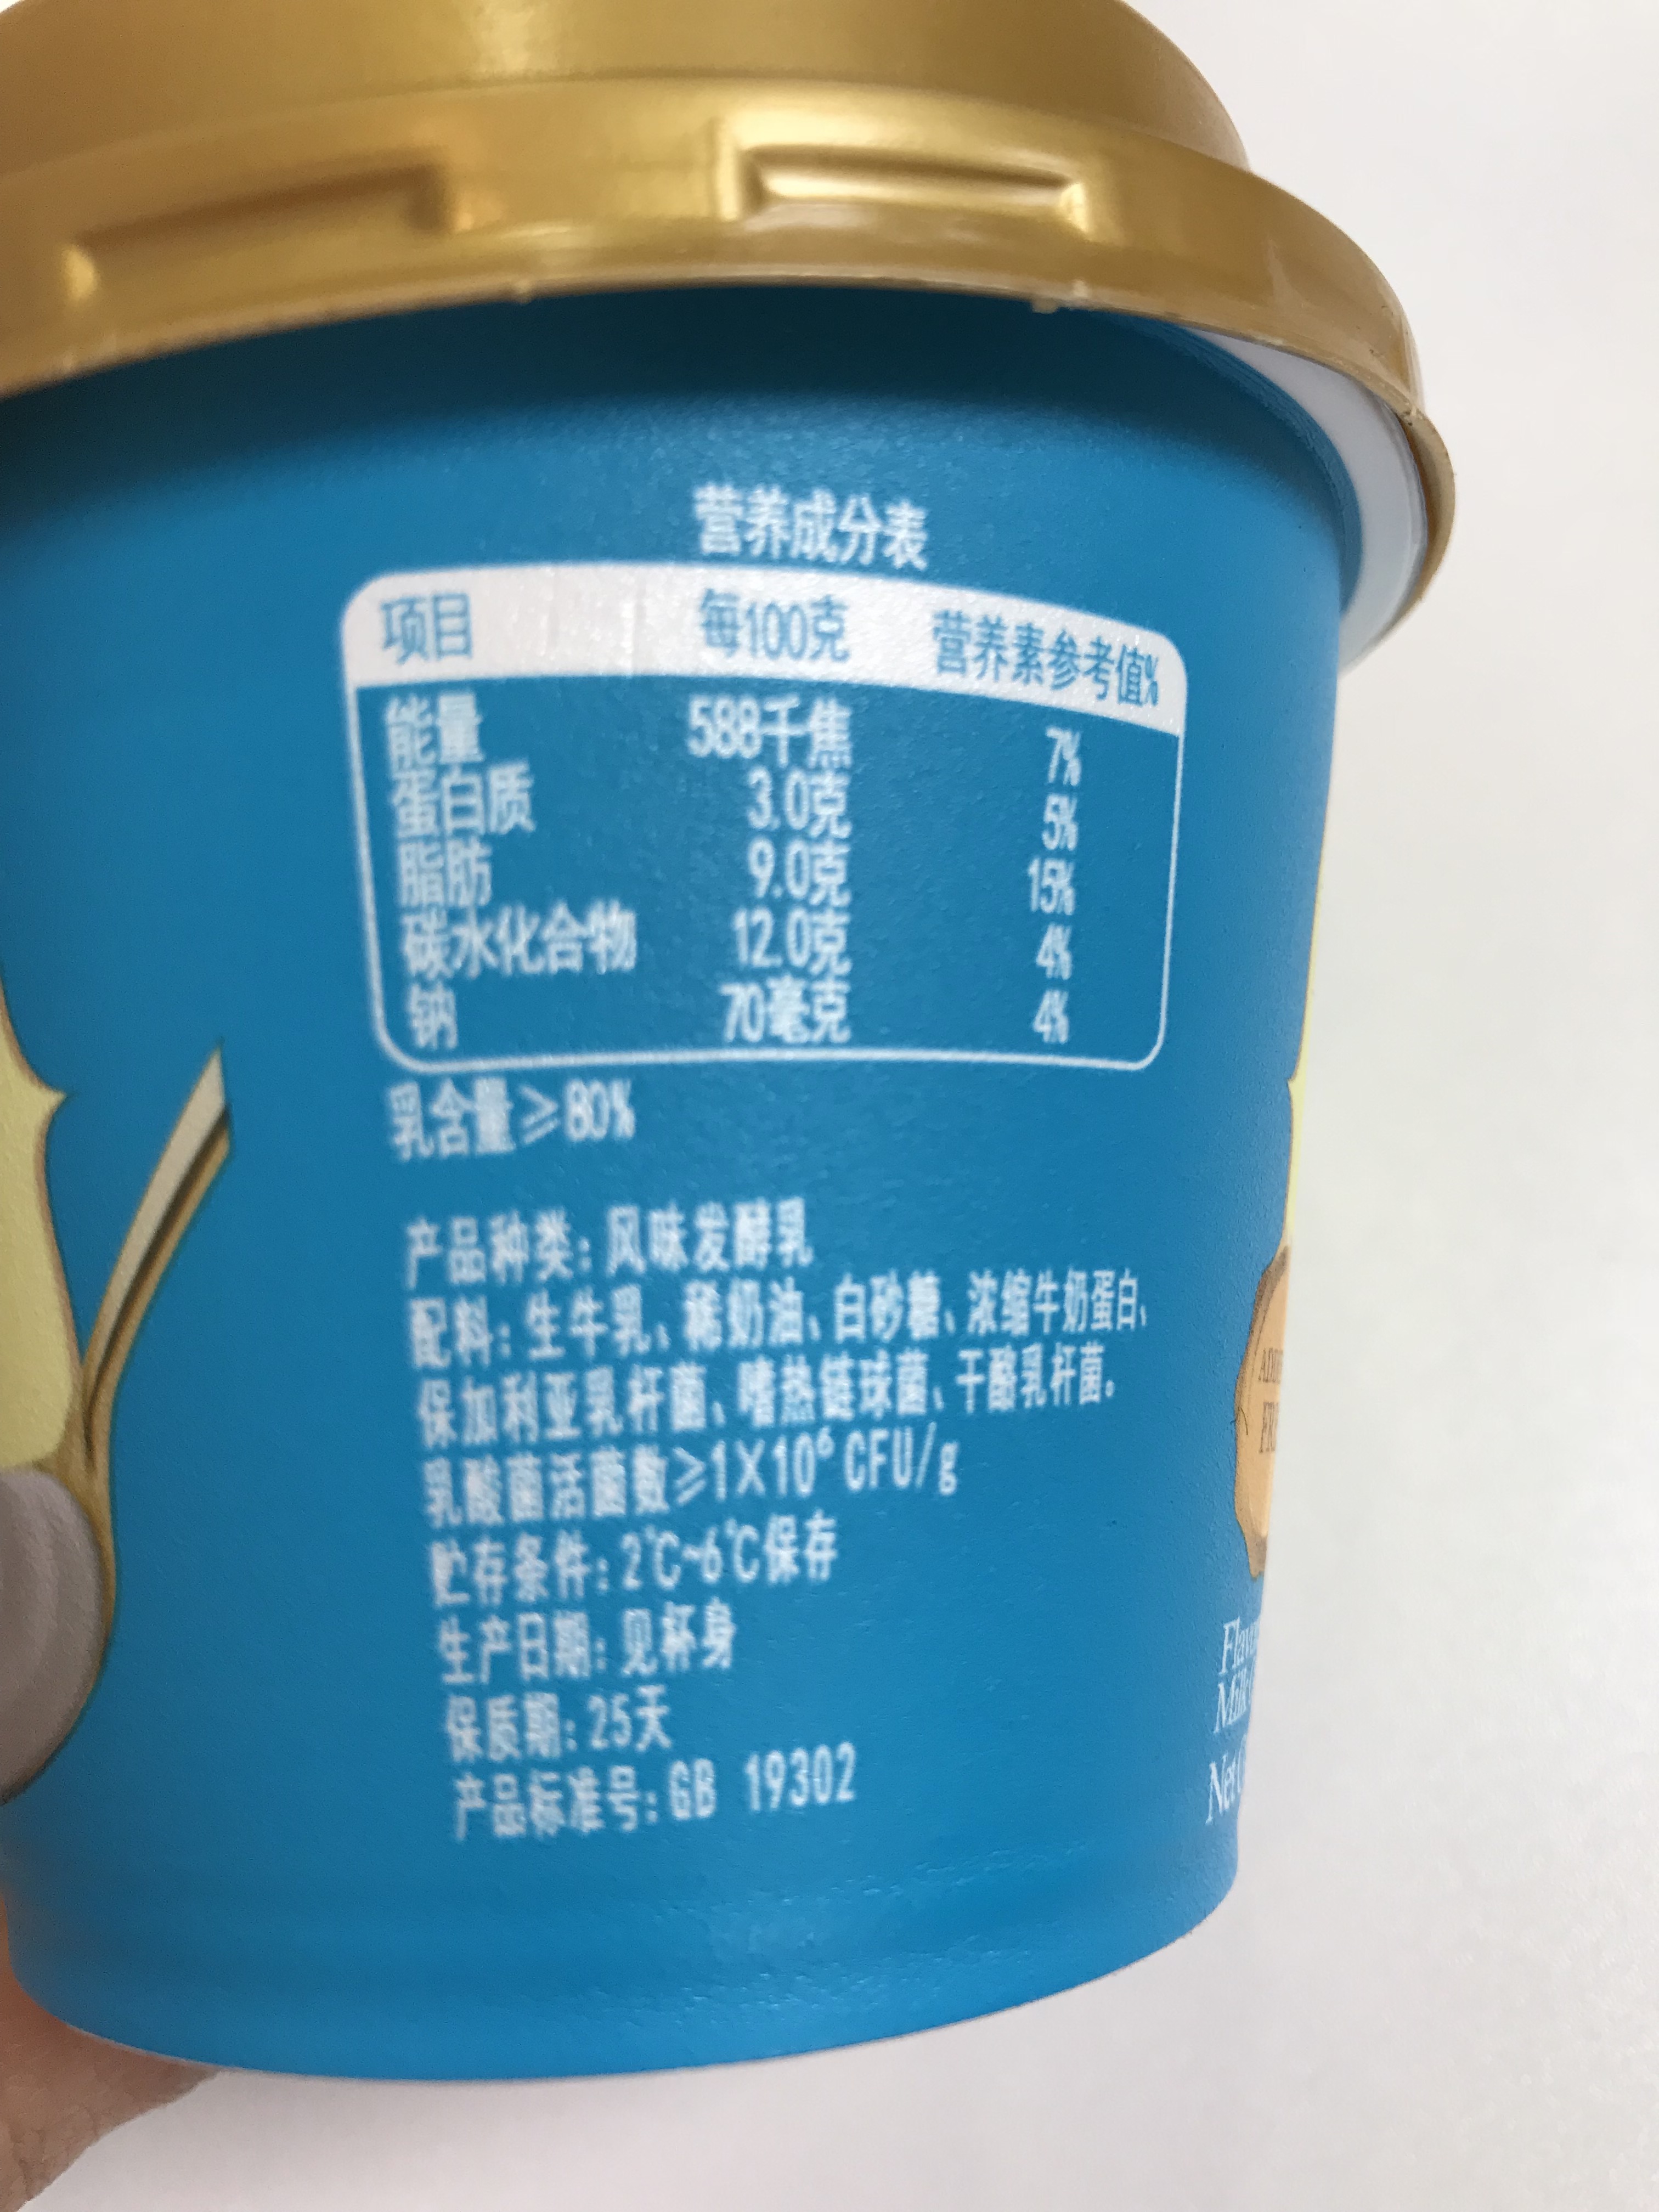 营养成分表
项目 每100克 营养素参考值%
能量 588千焦 7%
蛋白质 3.0克 5%
脂肪 9.0克 15%
碳水化合物 12.0克 4%
钠 70毫克 4%
乳含量≥80%
产品种类：风味发酵乳
配料：生牛乳、稀奶油、白砂糖、浓缩牛奶蛋白、
保加利亚乳杆菌、嗜热链球菌、干酪乳杆菌。
乳酸菌活菌数≥1X10⁶CFU/g
贮存条件：2℃~6℃保存
生产日期：见杯身
保质期：25天
产品标准号：GB 19302
Net